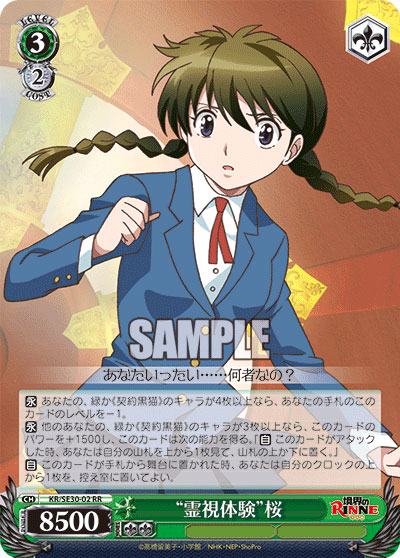 LEVEL
3
2
COST
SAMPLE
あなたいったい……何者なの？
永 あなたの、緑か《契約黒猫》のキャラが4枚以上なら、あなたの手札のこの
カードのレベルを－1。
永 他のあなたの、緑か《契約黒猫》のキャラが3枚以上なら、このカードの
パワーを＋1500し、このカードは次の能力を得る。『自 このカードがアタック
した時、あなたは自分の山札を上から1枚見て、山札の上か下に置く。』
自 このカードが手札から舞台に置かれた時、あなたは自分のクロックの上
から1枚を、控え室に置いてよい。
CH KR/SE30-02 RR
POWER
8500
“霊視体験”桜
境界のRINNE
©高橋留美子・小学館／NHK・NEP・ShoPro